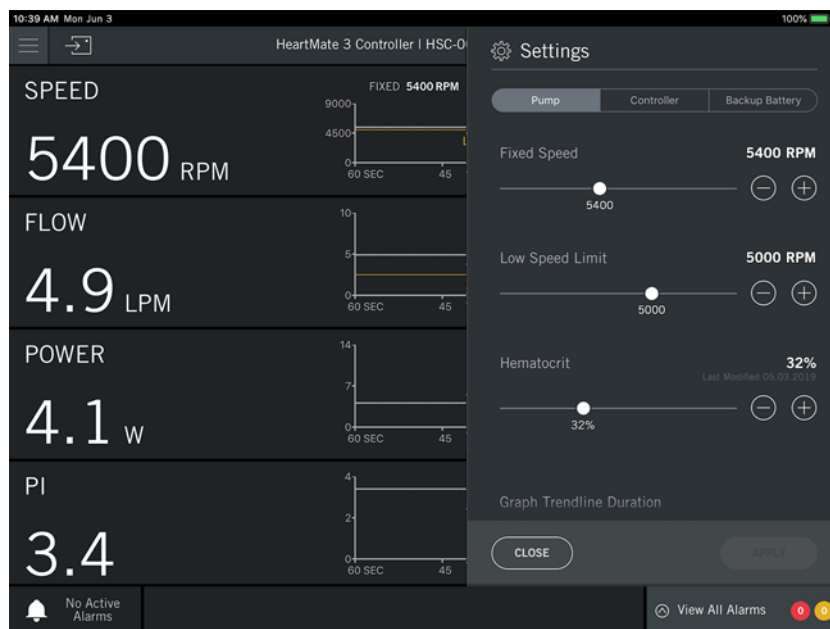 10:39 AM Mon Jun 3
100%
HeartMate 3 Controller | HSC-0
SPEED
FIXED 5400 RPM
5400 RPM
9000
4500
0
60 SEC
45
FLOW
4.9 LPM
10
5
0
60 SEC
45
POWER
4.1 W
14
7
0
60 SEC
45
PI
3.4
4
2
0
60 SEC
45
Settings
Pump
Controller
Backup Battery
Fixed Speed
5400 RPM
5400
Low Speed Limit
5000 RPM
5000
Hematocrit
32%
Last Modified 05.03.2019
32%
Graph Trendline Duration
CLOSE
APPLY
No Active
Alarms
View All Alarms
0
0